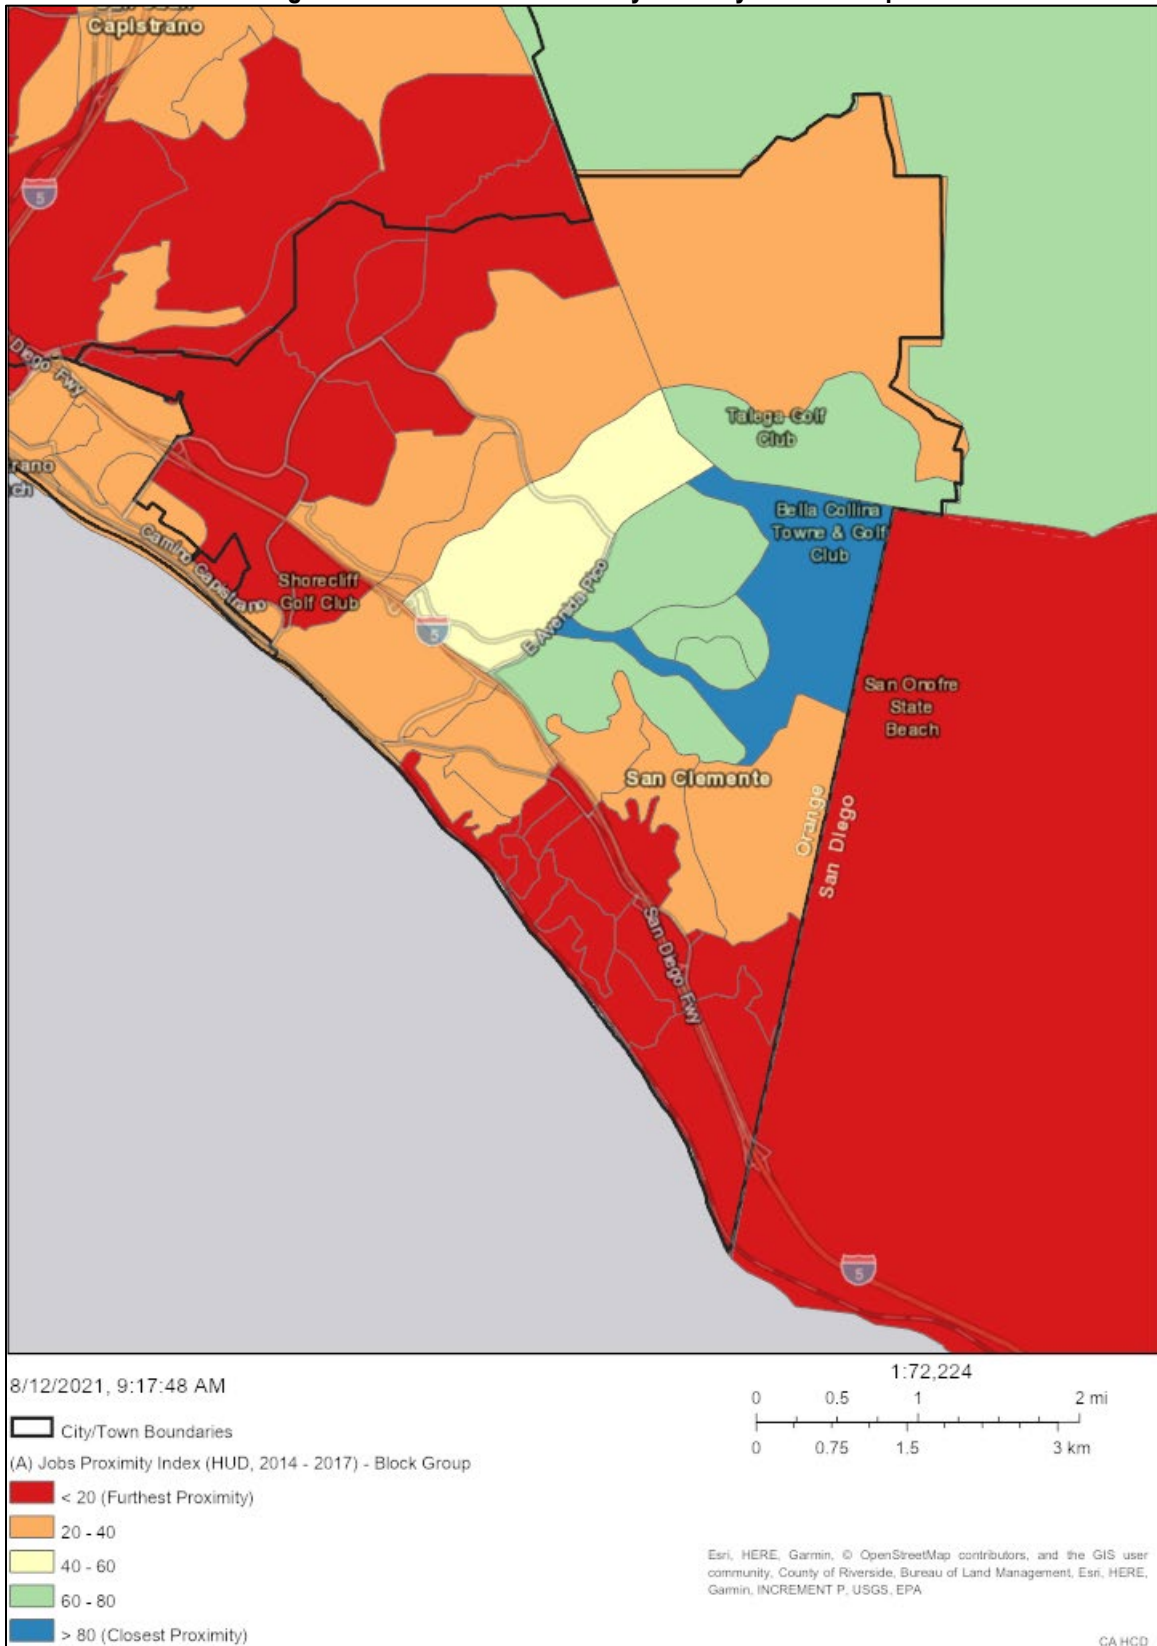 Capistrano
5
Diego Fwy
Talega Golf
Club
rano
ch
Bella Collina
Towne & Golf
Club
Camino Capistrano
Shorecliff
Golf Club
E Avenida Pico
5
San Onofre
State
Beach
San Clemente
Orange
San Diego
San Diego Fwy
5
8/12/2021, 9:17:48 AM
1:72,224
0 0.5 1 2 mi
0 0.75 1.5 3 km
City/Town Boundaries
(A) Jobs Proximity Index (HUD, 2014 - 2017) - Block Group
< 20 (Furthest Proximity)
20 - 40
40 - 60
60 - 80
> 80 (Closest Proximity)
Esri, HERE, Garmin, © OpenStreetMap contributors, and the GIS user
community, County of Riverside, Bureau of Land Management, Esri, HERE,
Garmin, INCREMENT P, USGS, EPA
CA HCD